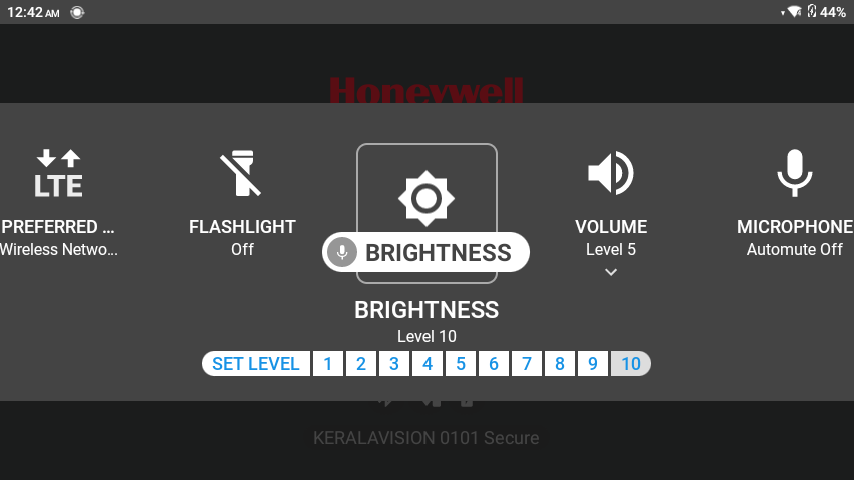 12:42 AM
44%
Honeywell
LTE
PREFERRED ...
Wireless Netwo...
FLASHLIGHT
Off
BRIGHTNESS
VOLUME
Level 5
MICROPHONE
Automute Off
BRIGHTNESS
Level 10
SET LEVEL 1 2 3 4 5 6 7 8 9 10
KERALAVISION 0101 Secure